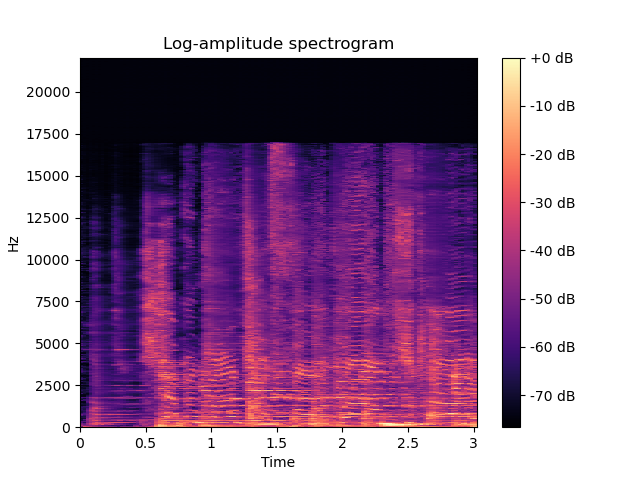 Log-amplitude spectrogram
Hz
20000
17500
15000
12500
10000
7500
5000
2500
0
0 0.5 1 1.5 2 2.5 3
Time
+0 dB
-10 dB
-20 dB
-30 dB
-40 dB
-50 dB
-60 dB
-70 dB